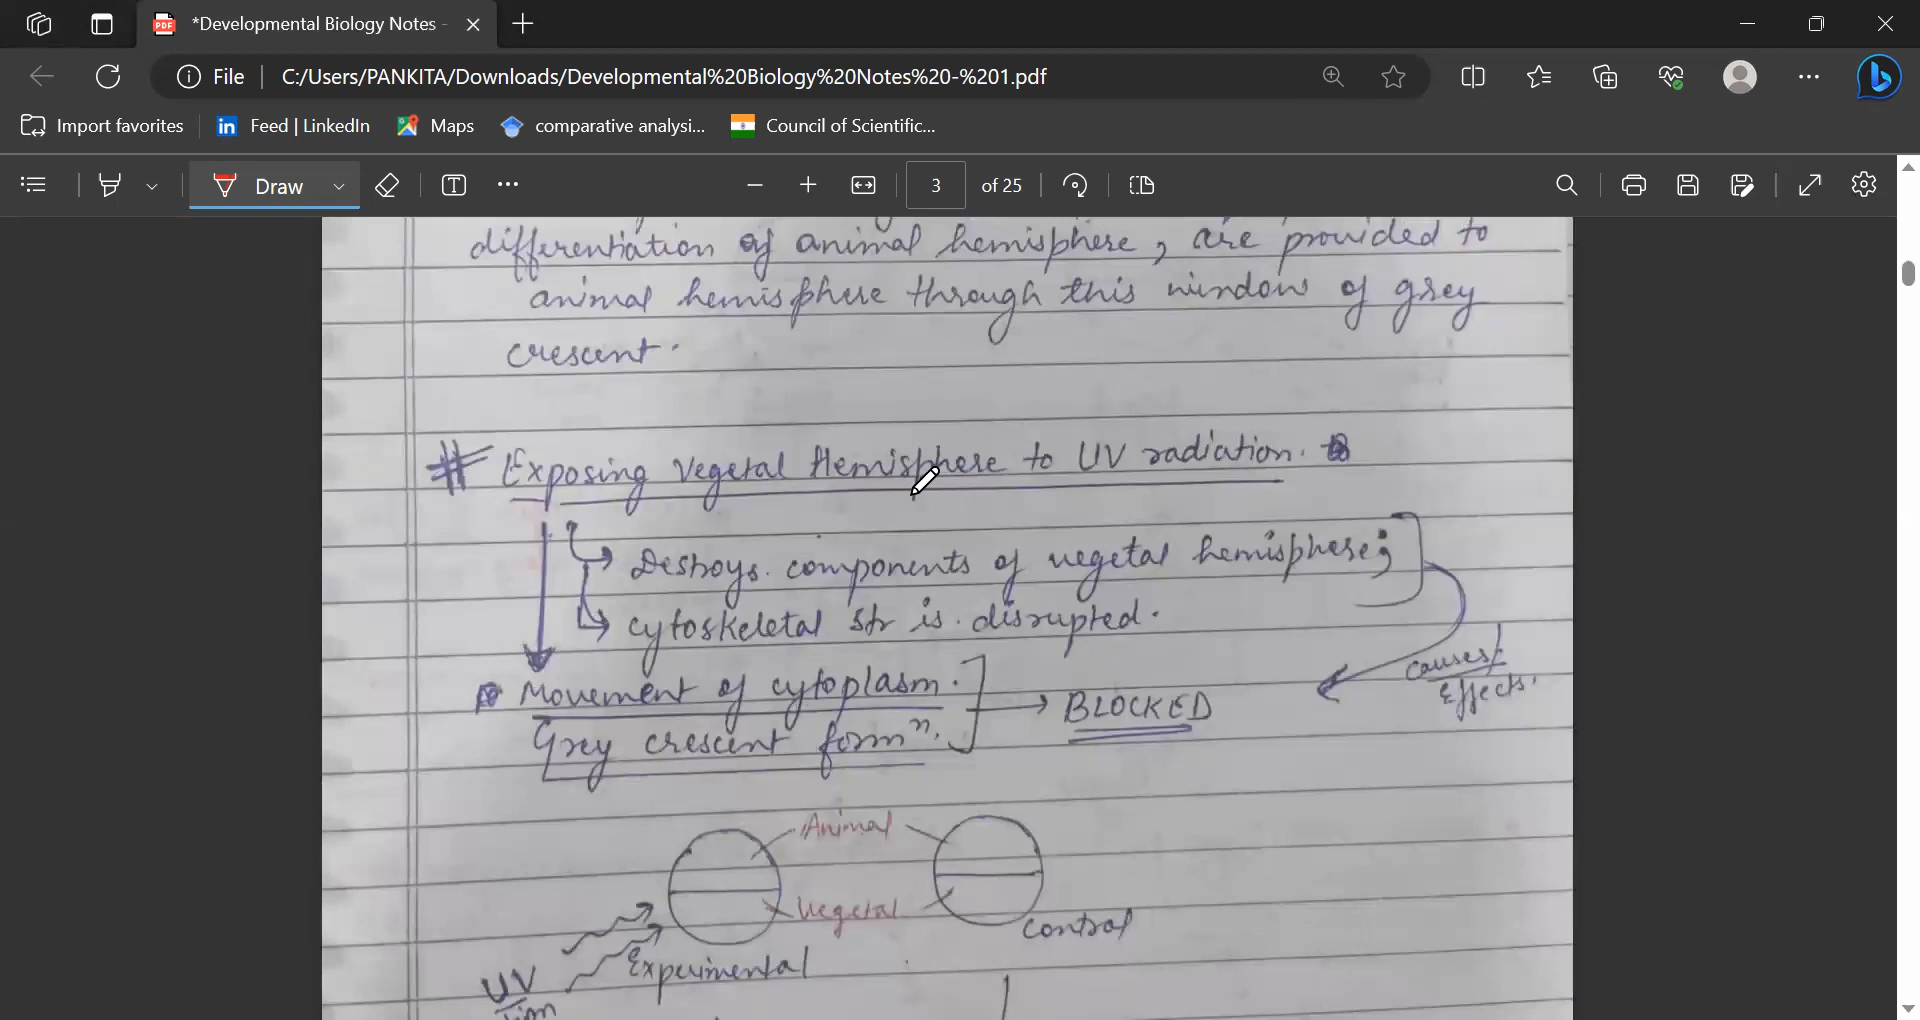 *Developmental Biology Notes -
File
C:/Users/PANKITA/Downloads/Developmental%20Biology%20Notes%20-%201.pdf
Import favorites
Feed | LinkedIn
Maps
comparative analysi...
Council of Scientific...
Draw
3 of 25
differentiation of animal hemisphere, are provided to
animal hemisphere through this window of grey
crescent.
# Exposing Vegetal Hemisphere to UV radiation.
Destroys components of vegetal hemisphere;
cytoskeletal str is disrupted.
Movement of cytoplasm.
Grey crescent formⁿ.
BLOCKED
causes/
Effects.
Animal
Vegetal
Control
Experimental
UV